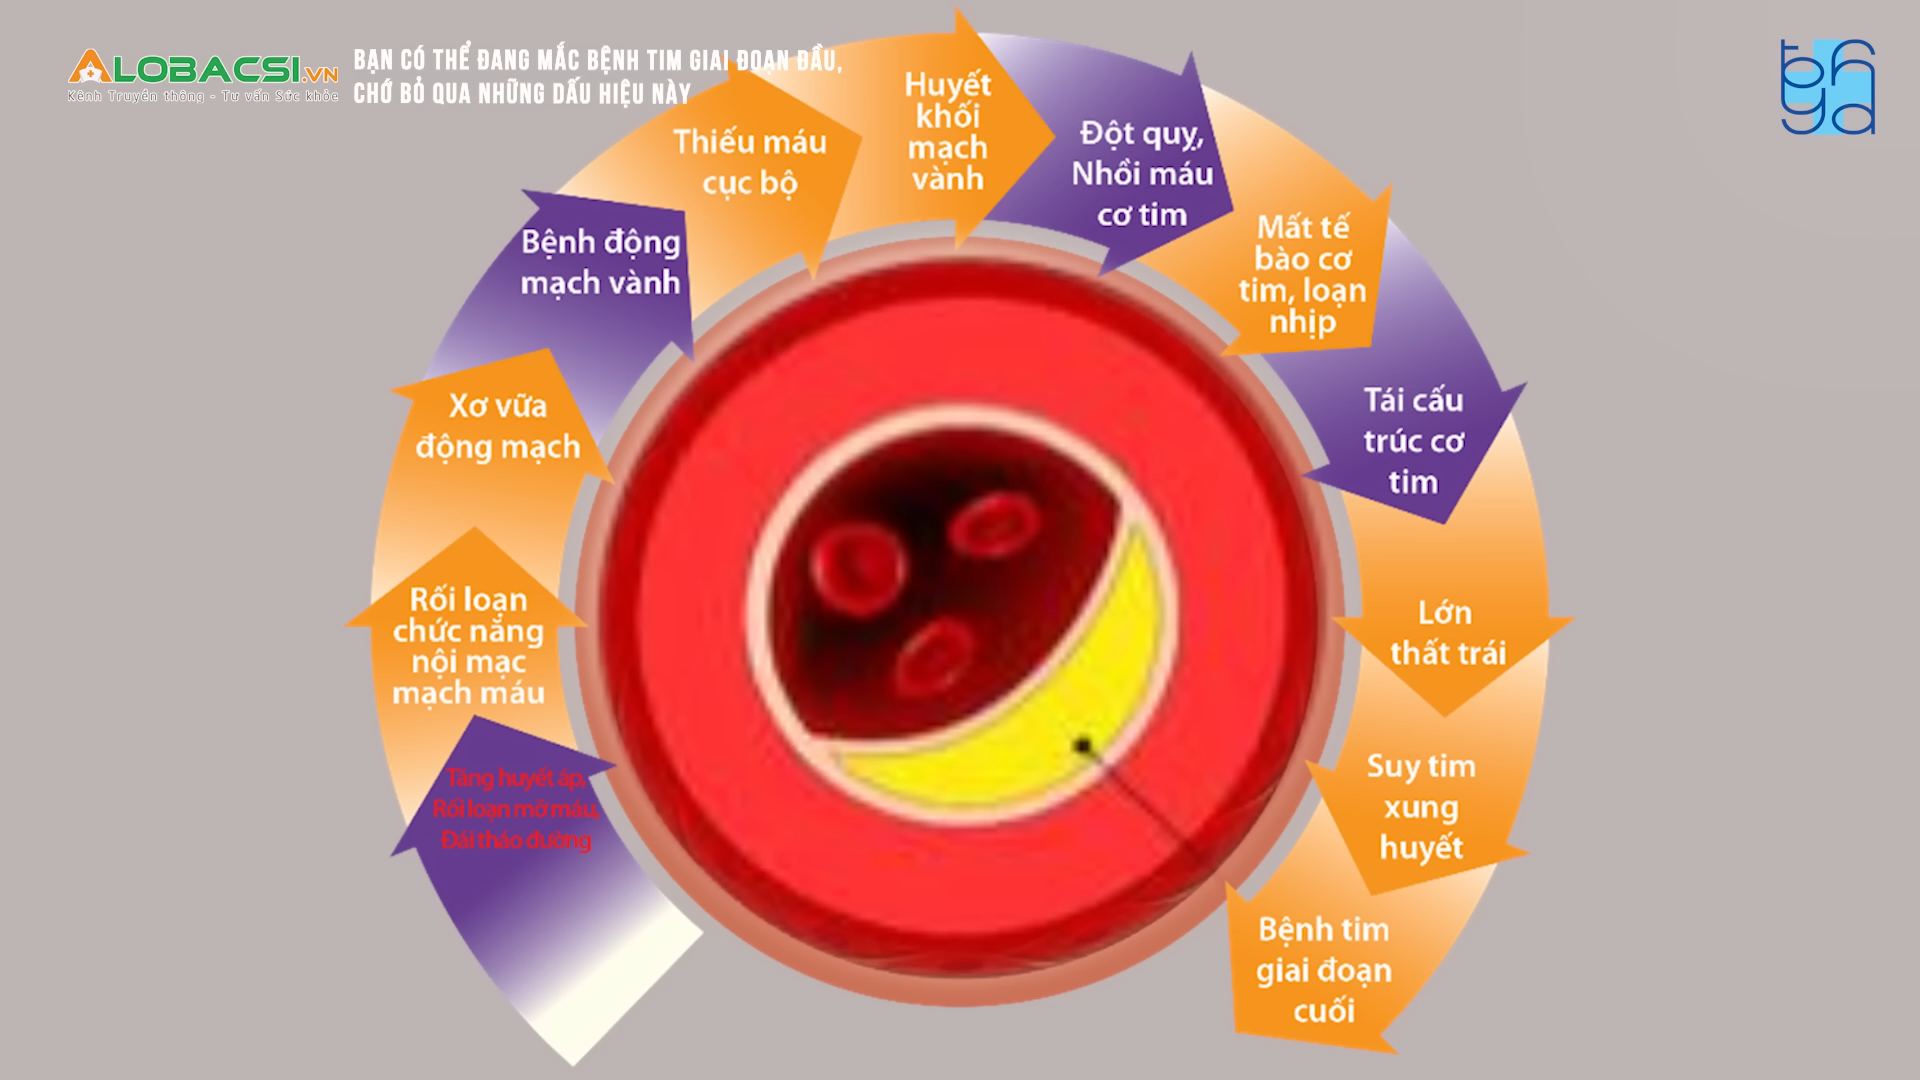 ALOBACSI.VN
Kênh Truyền thông - Tư vấn Sức khỏe
BẠN CÓ THỂ ĐANG MẮC BỆNH TIM GIAI ĐOẠN ĐẦU,
CHỚ BỎ QUA NHỮNG DẤU HIỆU NÀY
Tăng huyết áp,
Rối loạn mỡ máu,
Đái tháo đường
Rối loạn
chức năng
nội mạc
mạch máu
Xơ vữa
động mạch
Bệnh động
mạch vành
Thiếu máu
cục bộ
Huyết
khối
mạch
vành
Đột quỵ,
Nhồi máu
cơ tim
Mất tế
bào cơ
tim, loạn
nhịp
Tái cấu
trúc cơ
tim
Lớn
thất trái
Suy tim
xung
huyết
Bệnh tim
giai đoạn
cuối